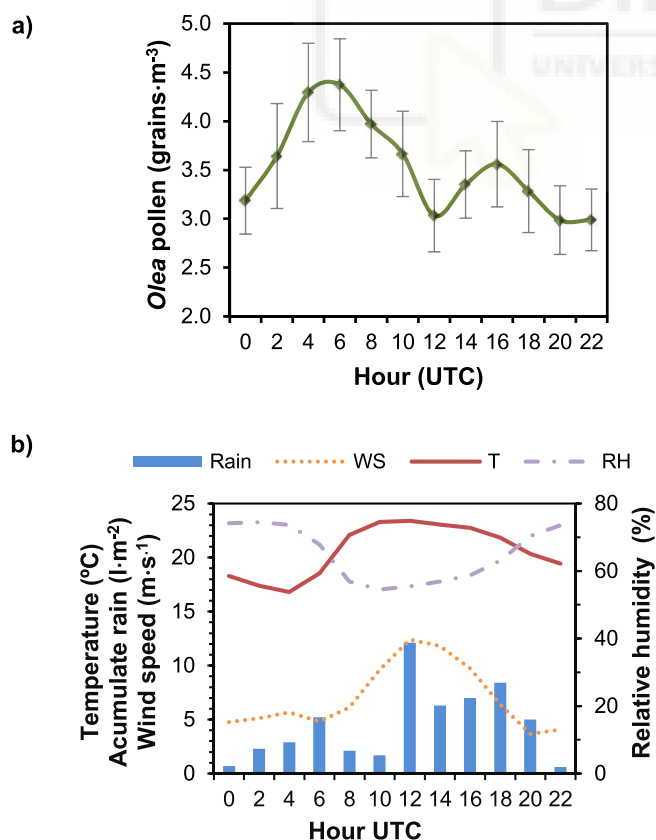 a)
5.0
4.5
4.0
3.5
3.0
2.5
2.0
Olea pollen (grains·m-3)
0 2 4 6 8 10 12 14 16 18 20 22
Hour (UTC)
b)
Rain WS T RH
25
20
15
10
5
0
Temperature (ºC)
Acumulate rain (l·m-2)
Wind speed (m·s-1)
80
60
40
20
0
Relative humidity (%)
0 2 4 6 8 10 12 14 16 18 20 22
Hour UTC